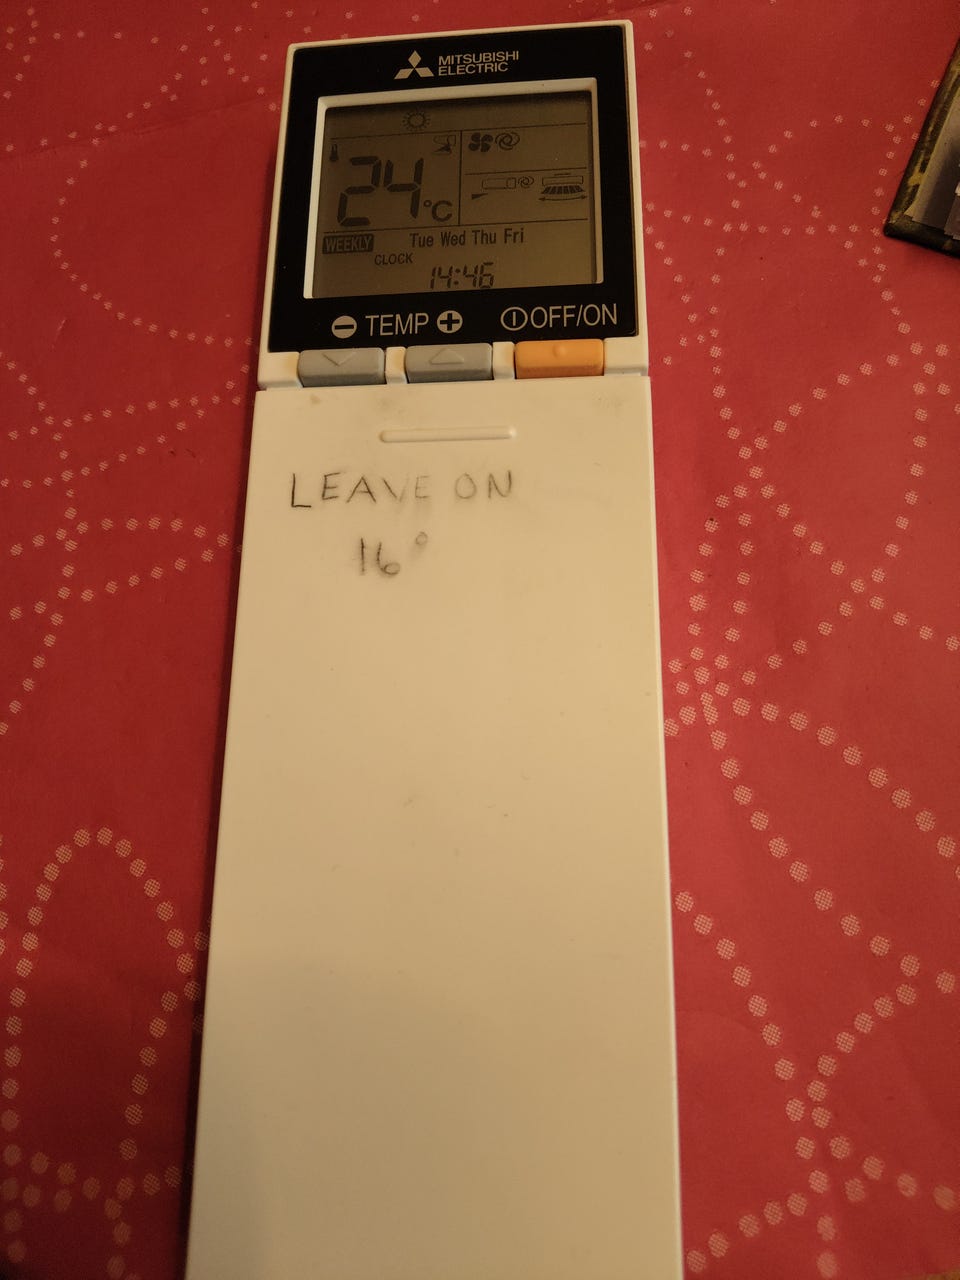 MITSUBISHI
ELECTRIC
24°C
WEEKLY Tue Wed Thu Fri
CLOCK
14:46
TEMP OFF/ON
LEAVE ON
16°